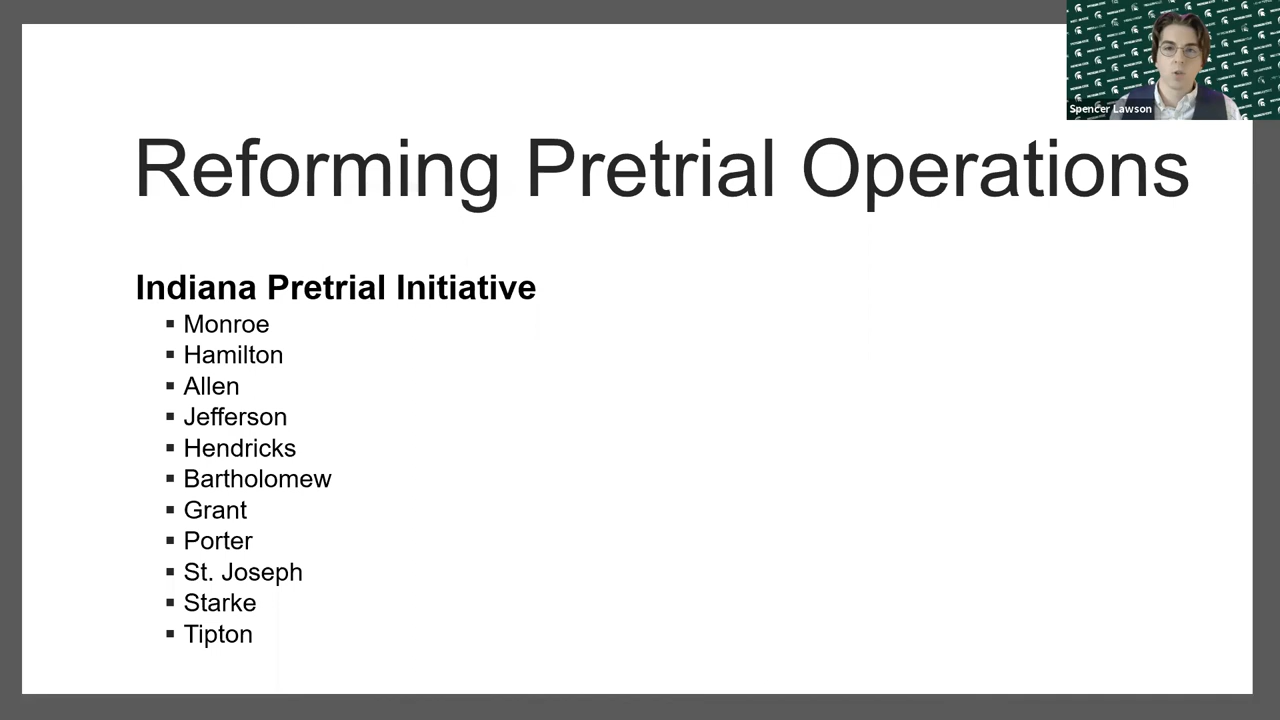 Spencer Lawson
Reforming Pretrial Operations
Indiana Pretrial Initiative
▪ Monroe
▪ Hamilton
▪ Allen
▪ Jefferson
▪ Hendricks
▪ Bartholomew
▪ Grant
▪ Porter
▪ St. Joseph
▪ Starke
▪ Tipton